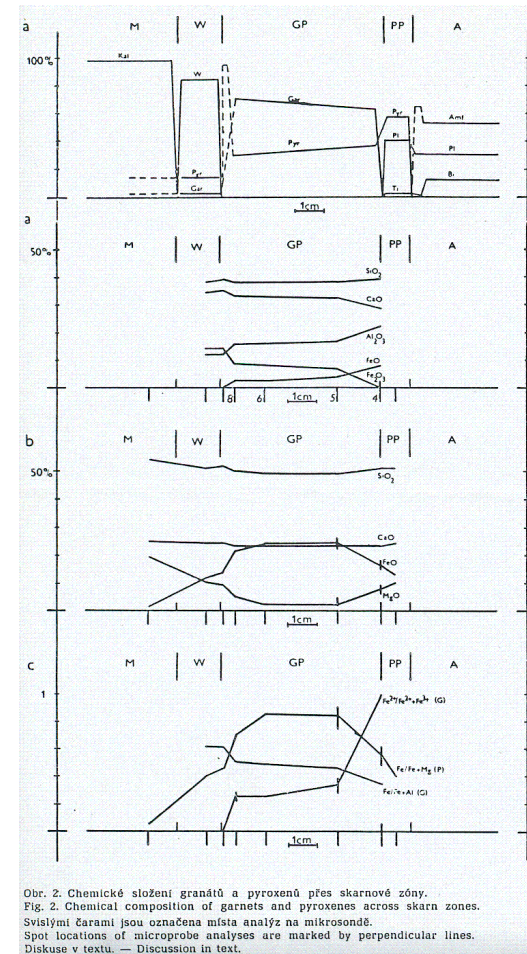 a
M W GP PP A
100%
Kal
W
Gar
Pyr
Pyr
Pl
Amf
Pl
Bi
Pyr
Gar
Ti
1cm
a
M W GP PP A
50%
SiO2
CaO
Al2O3
FeO
Fe2O3
8 6 1cm 5 4
b
M W GP PP A
50%
SiO2
CaO
FeO
MgO
1cm
c
M W GP PP A
1
Fe2+/Fe2++Fe3+ (G)
Fe/Fe+Mg (P)
Fe/Fe+Al (G)
1cm
Obr. 2. Chemické složení granátů a pyroxenů přes skarnové zóny.
Fig. 2. Chemical composition of garnets and pyroxenes across skarn zones.
Svislými čarami jsou označena místa analýz na mikrosondě.
Spot locations of microprobe analyses are marked by perpendicular lines.
Diskuse v textu. — Discussion in text.